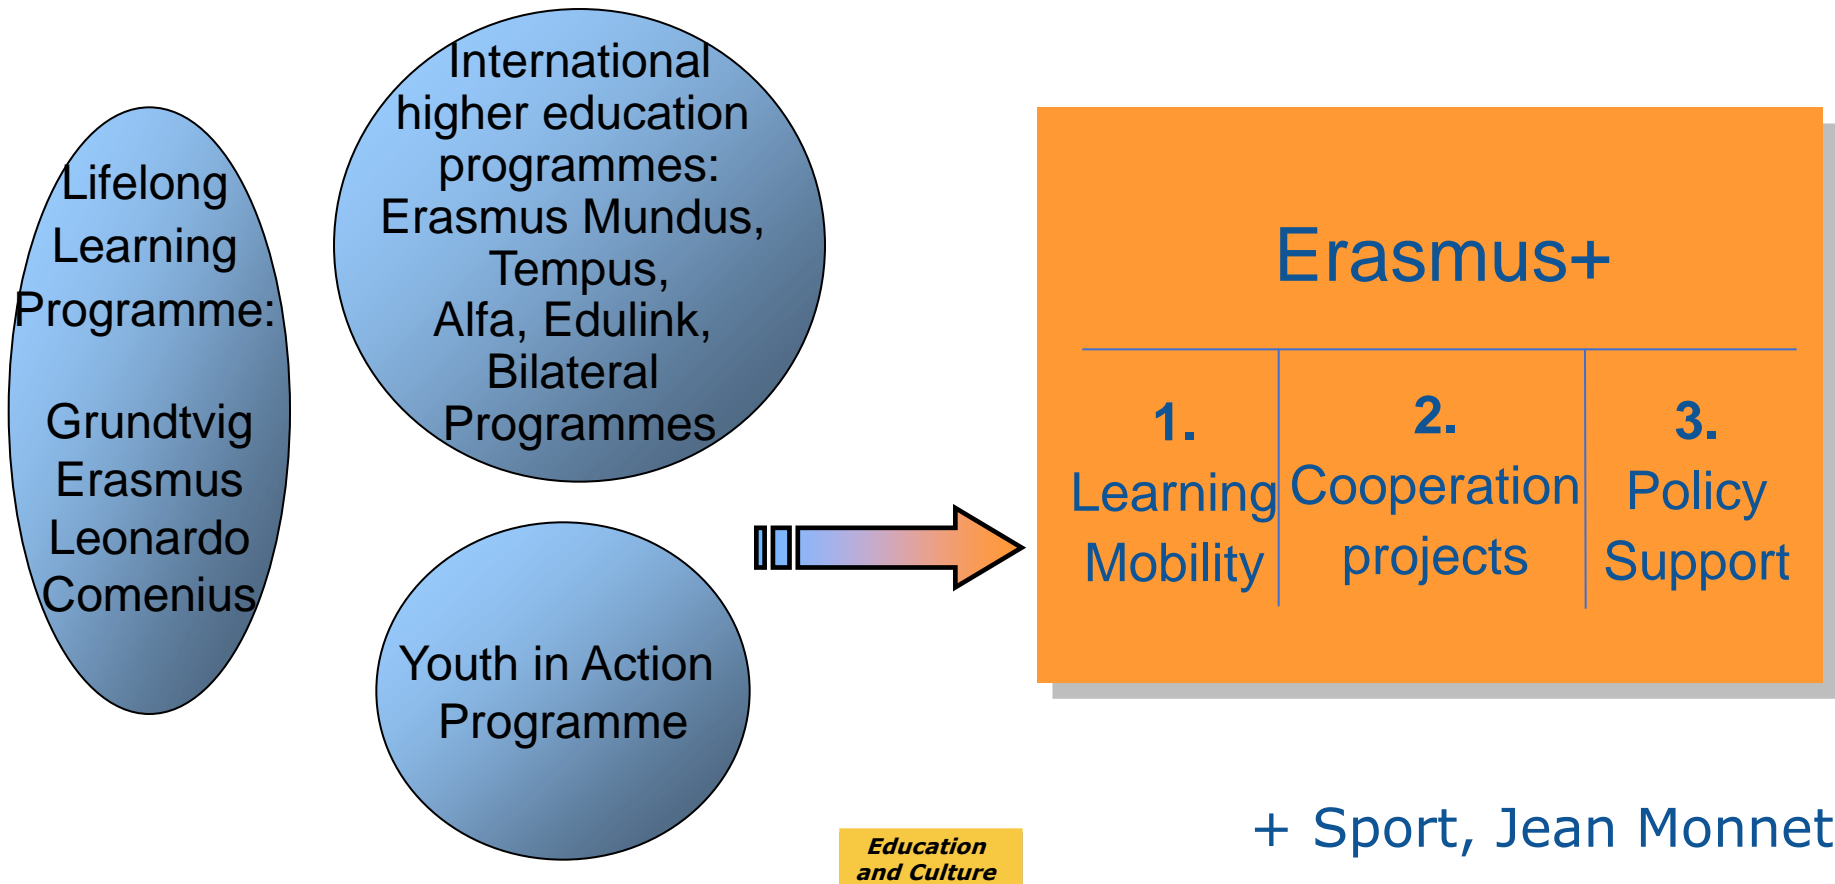 Lifelong
Learning
Programme:
Grundtvig
Erasmus
Leonardo
Comenius
International
higher education
programmes:
Erasmus Mundus,
Tempus,
Alfa, Edulink,
Bilateral
Programmes
Youth in Action
Programme
Erasmus+
1.
Learning
Mobility
2.
Cooperation
projects
3.
Policy
Support
+ Sport, Jean Monnet
Education
and Culture